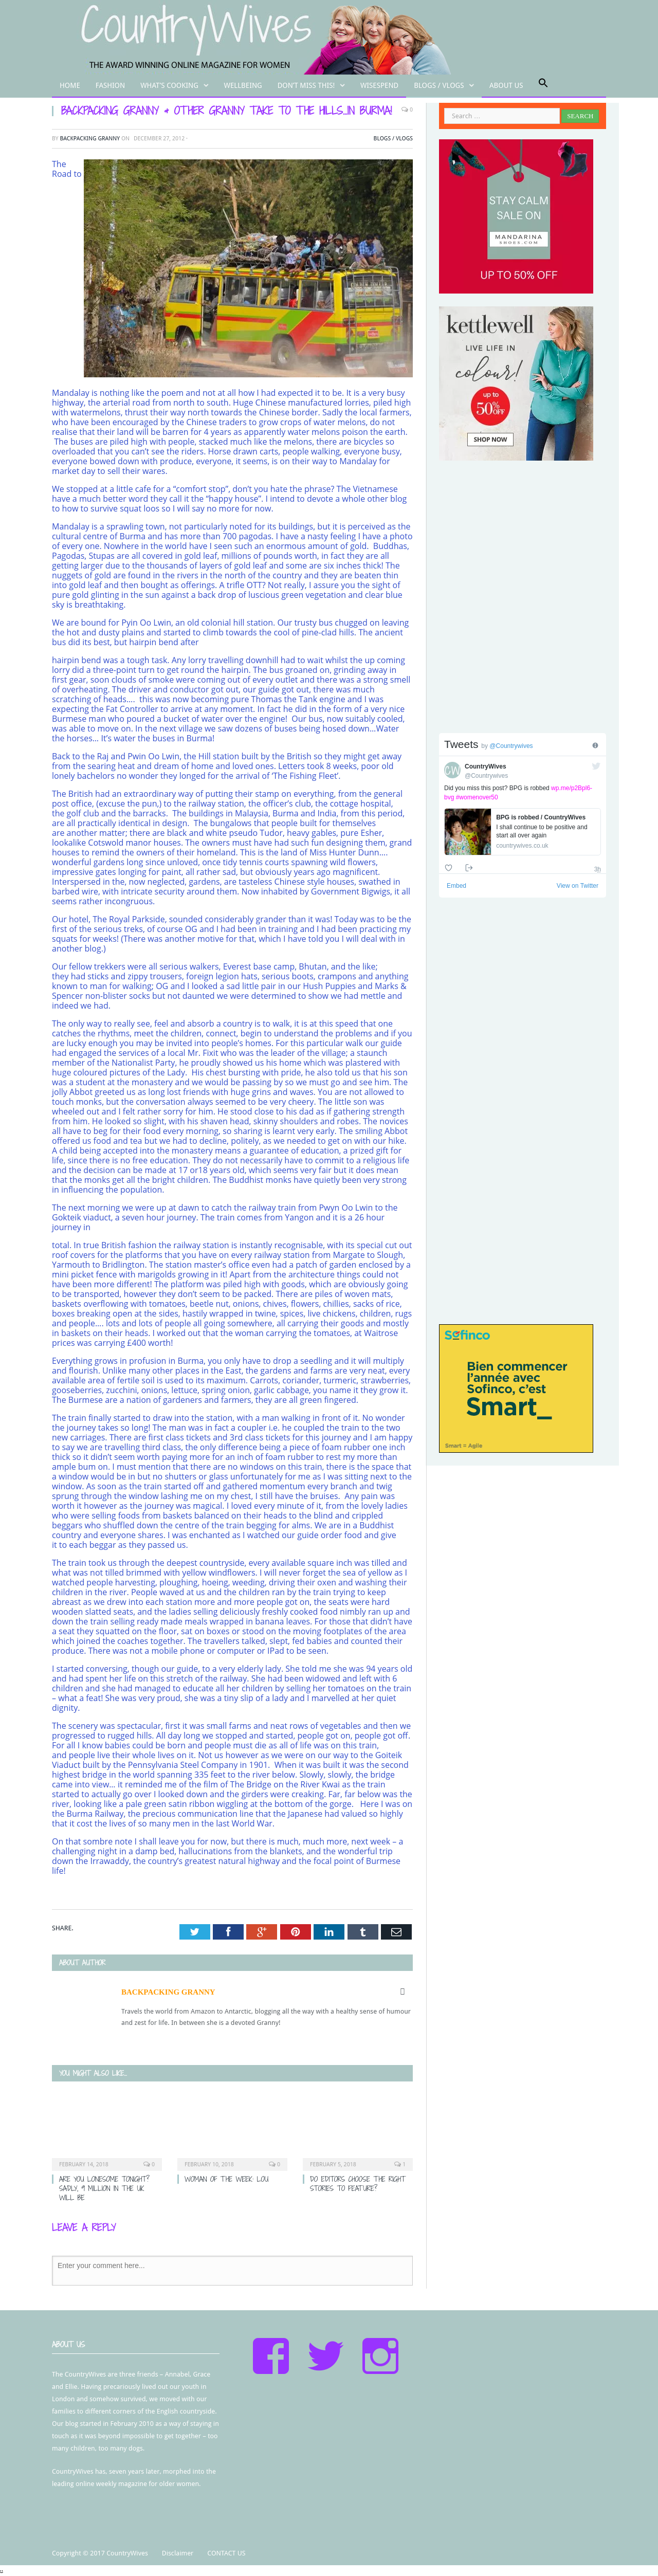 CountryWives
THE AWARD WINNING ONLINE MAGAZINE FOR WOMEN
HOME FASHION WHAT'S COOKING WELLBEING DON'T MISS THIS! WISESPEND BLOGS / VLOGS ABOUT US
BACKPACKING GRANNY & OTHER GRANNY TAKE TO THE HILLS…IN BURMA! 0
BY BACKPACKING GRANNY ON DECEMBER 27, 2012 · BLOGS / VLOGS
The
Road to
Mandalay is nothing like the poem and not at all how I had expected it to be. It is a very busy
highway, the arterial road from north to south. Huge Chinese manufactured lorries, piled high
with watermelons, thrust their way north towards the Chinese border. Sadly the local farmers,
who have been encouraged by the Chinese traders to grow crops of water melons, do not
realise that their land will be barren for 4 years as apparently water melons poison the earth.
The buses are piled high with people, stacked much like the melons, there are bicycles so
overloaded that you can't see the riders. Horse drawn carts, people walking, everyone busy,
everyone bowed down with produce, everyone, it seems, is on their way to Mandalay for
market day to sell their wares.
We stopped at a little cafe for a "comfort stop", don't you hate the phrase? The Vietnamese
have a much better word they call it the "happy house". I intend to devote a whole other blog
to how to survive squat loos so I will say no more for now.
Mandalay is a sprawling town, not particularly noted for its buildings, but it is perceived as the
cultural centre of Burma and has more than 700 pagodas. I have a nasty feeling I have a photo
of every one. Nowhere in the world have I seen such an enormous amount of gold. Buddhas,
Pagodas, Stupas are all covered in gold leaf, millions of pounds worth, in fact they are all
getting larger due to the thousands of layers of gold leaf and some are six inches thick! The
nuggets of gold are found in the rivers in the north of the country and they are beaten thin
into gold leaf and then bought as offerings. A trifle OTT? Not really, I assure you the sight of
pure gold glinting in the sun against a back drop of luscious green vegetation and clear blue
sky is breathtaking.
We are bound for Pyin Oo Lwin, an old colonial hill station. Our trusty bus chugged on leaving
the hot and dusty plains and started to climb towards the cool of pine-clad hills. The ancient
bus did its best, but hairpin bend after
hairpin bend was a tough task. Any lorry travelling downhill had to wait whilst the up coming
lorry did a three-point turn to get round the hairpin. The bus groaned on, grinding away in
first gear, soon clouds of smoke were coming out of every outlet and there was a strong smell
of overheating. The driver and conductor got out, our guide got out, there was much
scratching of heads…. this was now becoming pure Thomas the Tank engine and I was
expecting the Fat Controller to arrive at any moment. In fact he did in the form of a very nice
Burmese man who poured a bucket of water over the engine! Our bus, now suitably cooled,
was able to move on. In the next village we saw dozens of buses being hosed down…Water
the horses… It's water the buses in Burma!
Back to the Raj and Pwin Oo Lwin, the Hill station built by the British so they might get away
from the searing heat and dream of home and loved ones. Letters took 8 weeks, poor old
lonely bachelors no wonder they longed for the arrival of 'The Fishing Fleet'.
The British had an extraordinary way of putting their stamp on everything, from the general
post office, (excuse the pun,) to the railway station, the officer's club, the cottage hospital,
the golf club and the barracks. The buildings in Malaysia, Burma and India, from this period,
are all practically identical in design. The bungalows that people built for themselves
are another matter; there are black and white pseudo Tudor, heavy gables, pure Esher,
lookalike Cotswold manor houses. The owners must have had such fun designing them, grand
houses to remind the owners of their homeland. This is the land of Miss Hunter Dunn….
wonderful gardens long since unloved, once tidy tennis courts spawning wild flowers,
impressive gates longing for paint, all rather sad, but obviously years ago magnificent.
Interspersed in the, now neglected, gardens, are tasteless Chinese style houses, swathed in
barbed wire, with intricate security around them. Now inhabited by Government Bigwigs, it all
seems rather incongruous.
Our hotel, The Royal Parkside, sounded considerably grander than it was! Today was to be the
first of the serious treks, of course OG and I had been in training and I had been practicing my
squats for weeks! (There was another motive for that, which I have told you I will deal with in
another blog.)
Our fellow trekkers were all serious walkers, Everest base camp, Bhutan, and the like;
they had sticks and zippy trousers, foreign legion hats, serious boots, crampons and anything
known to man for walking; OG and I looked a sad little pair in our Hush Puppies and Marks &
Spencer non-blister socks but not daunted we were determined to show we had mettle and
indeed we had.
The only way to really see, feel and absorb a country is to walk, it is at this speed that one
catches the rhythms, meet the children, connect, begin to understand the problems and if you
are lucky enough you may be invited into people's homes. For this particular walk our guide
had engaged the services of a local Mr. Fixit who was the leader of the village; a staunch
member of the Nationalist Party, he proudly showed us his home which was plastered with
huge coloured pictures of the Lady. His chest bursting with pride, he also told us that his son
was a student at the monastery and we would be passing by so we must go and see him. The
jolly Abbot greeted us as long lost friends with huge grins and waves. You are not allowed to
touch monks, but the conversation always seemed to be very cheery. The little son was
wheeled out and I felt rather sorry for him. He stood close to his dad as if gathering strength
from him. He looked so slight, with his shaven head, skinny shoulders and robes. The novices
all have to beg for their food every morning, so sharing is learnt very early. The smiling Abbot
offered us food and tea but we had to decline, politely, as we needed to get on with our hike.
A child being accepted into the monastery means a guarantee of education, a prized gift for
life, since there is no free education. They do not necessarily have to commit to a religious life
and the decision can be made at 17 or18 years old, which seems very fair but it does mean
that the monks get all the bright children. The Buddhist monks have quietly been very strong
in influencing the population.
The next morning we were up at dawn to catch the railway train from Pwyn Oo Lwin to the
Gokteik viaduct, a seven hour journey. The train comes from Yangon and it is a 26 hour
journey in
total. In true British fashion the railway station is instantly recognisable, with its special cut out
roof covers for the platforms that you have on every railway station from Margate to Slough,
Yarmouth to Bridlington. The station master's office even had a patch of garden enclosed by a
mini picket fence with marigolds growing in it! Apart from the architecture things could not
have been more different! The platform was piled high with goods, which are obviously going
to be transported, however they don't seem to be packed. There are piles of woven mats,
baskets overflowing with tomatoes, beetle nut, onions, chives, flowers, chillies, sacks of rice,
boxes breaking open at the sides, hastily wrapped in twine, spices, live chickens, children, rugs
and people…. lots and lots of people all going somewhere, all carrying their goods and mostly
in baskets on their heads. I worked out that the woman carrying the tomatoes, at Waitrose
prices was carrying £400 worth!
Everything grows in profusion in Burma, you only have to drop a seedling and it will multiply
and flourish. Unlike many other places in the East, the gardens and farms are very neat, every
available area of fertile soil is used to its maximum. Carrots, coriander, turmeric, strawberries,
gooseberries, zucchini, onions, lettuce, spring onion, garlic cabbage, you name it they grow it.
The Burmese are a nation of gardeners and farmers, they are all green fingered.
The train finally started to draw into the station, with a man walking in front of it. No wonder
the journey takes so long! The man was in fact a coupler i.e. he coupled the train to the two
new carriages. There are first class tickets and 3rd class tickets for this journey and I am happy
to say we are travelling third class, the only difference being a piece of foam rubber one inch
thick so it didn't seem worth paying more for an inch of foam rubber to rest my more than
ample bum on. I must mention that there are no windows on this train, there is the space that
a window would be in but no shutters or glass unfortunately for me as I was sitting next to the
window. As soon as the train started off and gathered momentum every branch and twig
sprung through the window lashing me on my chest, I still have the bruises. Any pain was
worth it however as the journey was magical. I loved every minute of it, from the lovely ladies
who were selling foods from baskets balanced on their heads to the blind and crippled
beggars who shuffled down the centre of the train begging for alms. We are in a Buddhist
country and everyone shares. I was enchanted as I watched our guide order food and give
it to each beggar as they passed us.
The train took us through the deepest countryside, every available square inch was tilled and
what was not tilled brimmed with yellow windflowers. I will never forget the sea of yellow as I
watched people harvesting, ploughing, hoeing, weeding, driving their oxen and washing their
children in the river. People waved at us and the children ran by the train trying to keep
abreast as we drew into each station more and more people got on, the seats were hard
wooden slatted seats, and the ladies selling deliciously freshly cooked food nimbly ran up and
down the train selling ready made meals wrapped in banana leaves. For those that didn't have
a seat they squatted on the floor, sat on boxes or stood on the moving footplates of the area
which joined the coaches together. The travellers talked, slept, fed babies and counted their
produce. There was not a mobile phone or computer or IPad to be seen.
I started conversing, though our guide, to a very elderly lady. She told me she was 94 years old
and had spent her life on this stretch of the railway. She had been widowed and left with 6
children and she had managed to educate all her children by selling her tomatoes on the train
– what a feat! She was very proud, she was a tiny slip of a lady and I marvelled at her quiet
dignity.
The scenery was spectacular, first it was small farms and neat rows of vegetables and then we
progressed to rugged hills. All day long we stopped and started, people got on, people got off.
For all I know babies could be born and people must die as all of life was on this train,
and people live their whole lives on it. Not us however as we were on our way to the Goiteik
Viaduct built by the Pennsylvania Steel Company in 1901. When it was built it was the second
highest bridge in the world spanning 335 feet to the river below. Slowly, slowly, the bridge
came into view… it reminded me of the film of The Bridge on the River Kwai as the train
started to actually go over I looked down and the girders were creaking. Far, far below was the
river, looking like a pale green satin ribbon wiggling at the bottom of the gorge. Here I was on
the Burma Railway, the precious communication line that the Japanese had valued so highly
that it cost the lives of so many men in the last World War.
On that sombre note I shall leave you for now, but there is much, much more, next week – a
challenging night in a damp bed, hallucinations from the blankets, and the wonderful trip
down the Irrawaddy, the country's greatest natural highway and the focal point of Burmese
life!
SHARE.
ABOUT AUTHOR
BACKPACKING GRANNY
Travels the world from Amazon to Antarctic, blogging all the way with a healthy sense of humour
and zest for life. In between she is a devoted Granny!
YOU MIGHT ALSO LIKE...
FEBRUARY 14, 2018 0
ARE YOU LONESOME TONIGHT?
SADLY, 9 MILLION IN THE UK
WILL BE
FEBRUARY 10, 2018 0
WOMAN OF THE WEEK: LOU
FEBRUARY 5, 2018 1
DO EDITORS CHOOSE THE RIGHT
STORIES TO FEATURE?
LEAVE A REPLY
Enter your comment here...
Search …
SEARCH
STAY CALM
SALE ON
MANDARINA
SHOES.COM
UP TO 50% OFF
kettlewell
LIVE LIFE IN
colour!
up to
50%
OFF
SHOP NOW
Tweets by @Countrywives
CountryWives
@Countrywives
Did you miss this post? BPG is robbed wp.me/p2BpI6-
bvg #womenover50
BPG is robbed / CountryWives
I shall continue to be positive and
start all over again
countrywives.co.uk
3h
Embed View on Twitter
Sofinco
Bien commencer
l'année avec
Sofinco, c'est
Smart_
Smart = Agile
ABOUT US
The CountryWives are three friends – Annabel, Grace
and Ellie. Having precariously lived out our youth in
London and somehow survived, we moved with our
families to different corners of the English countryside.
Our blog started in February 2010 as a way of staying in
touch as it was beyond impossible to get together – too
many children, too many dogs.
CountryWives has, seven years later, morphed into the
leading online weekly magazine for older women.
Copyright © 2017 CountryWives Disclaimer CONTACT US